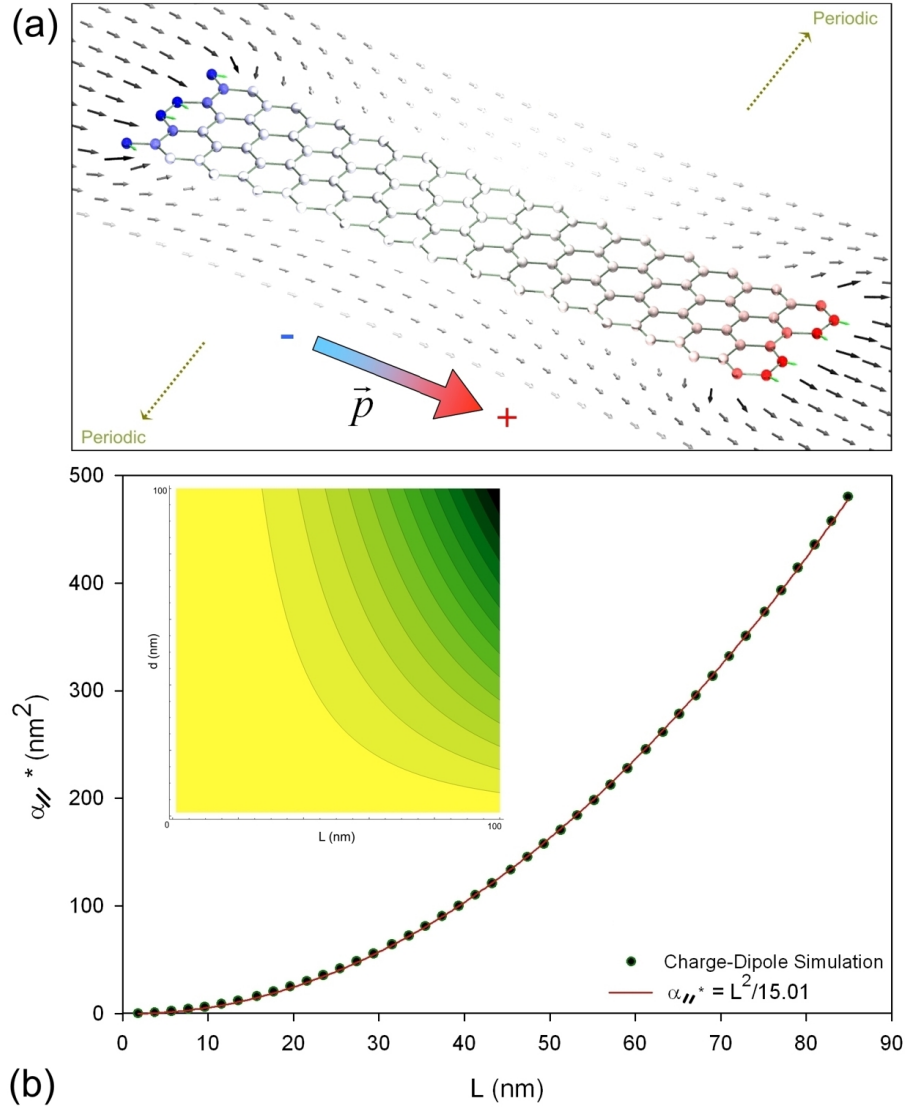 (a)
Periodic
-
p⃗
+
Periodic
500
400
300
200
100
0
α〃* (nm²)
100
d (nm)
0
L (nm)
100
Charge-Dipole Simulation
α〃* = L²/15.01
0 10 20 30 40 50 60 70 80 90
(b)
L (nm)